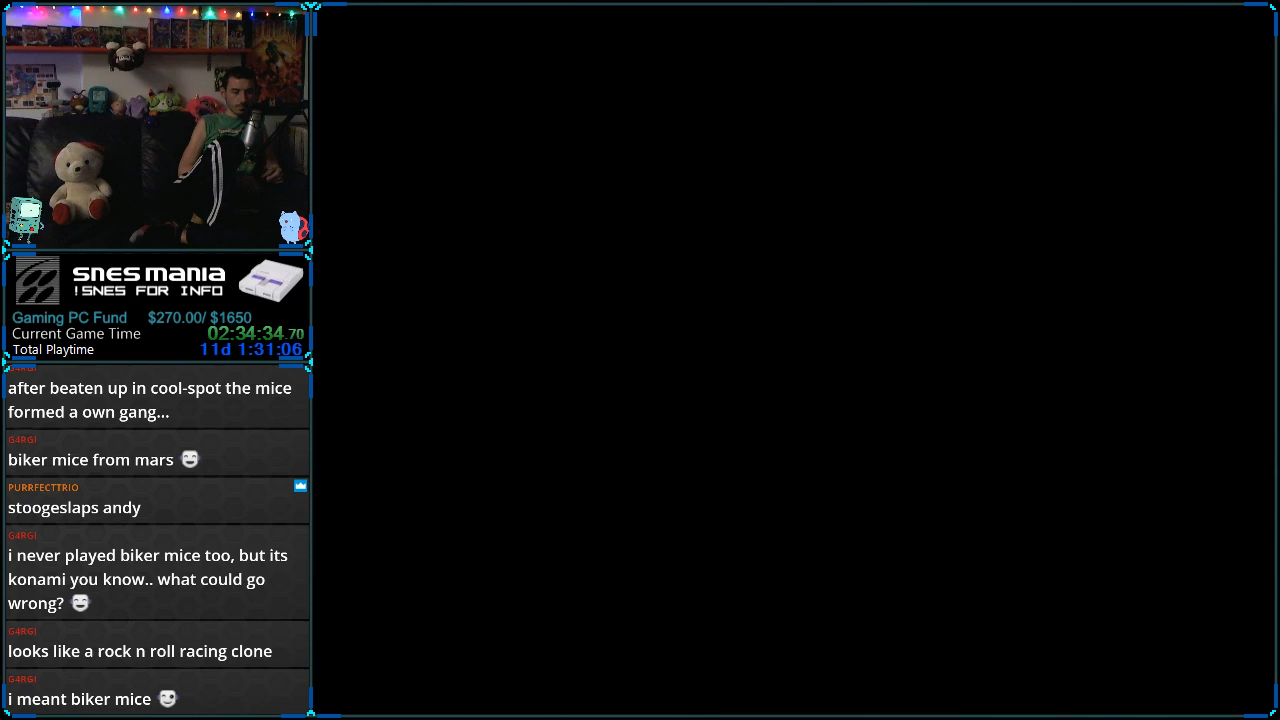 SNES MANIA
!SNES FOR INFO
Gaming PC Fund $270.00/ $1650
Current Game Time 02:34:34.70
Total Playtime 11d 1:31:06
G4RGI
after beaten up in cool-spot the mice
formed a own gang...
G4RGI
biker mice from mars
PURRFECTTRIO
stoogeslaps andy
G4RGI
i never played biker mice too, but its
konami you know.. what could go
wrong?
G4RGI
looks like a rock n roll racing clone
G4RGI
i meant biker mice